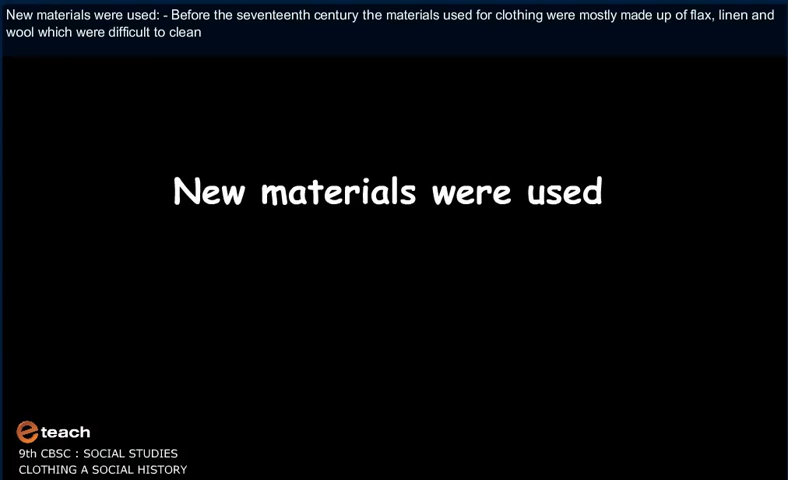 New materials were used: - Before the seventeenth century the materials used for clothing were mostly made up of flax, linen and
wool which were difficult to clean
New materials were used
e teach
9th CBSC : SOCIAL STUDIES
CLOTHING A SOCIAL HISTORY